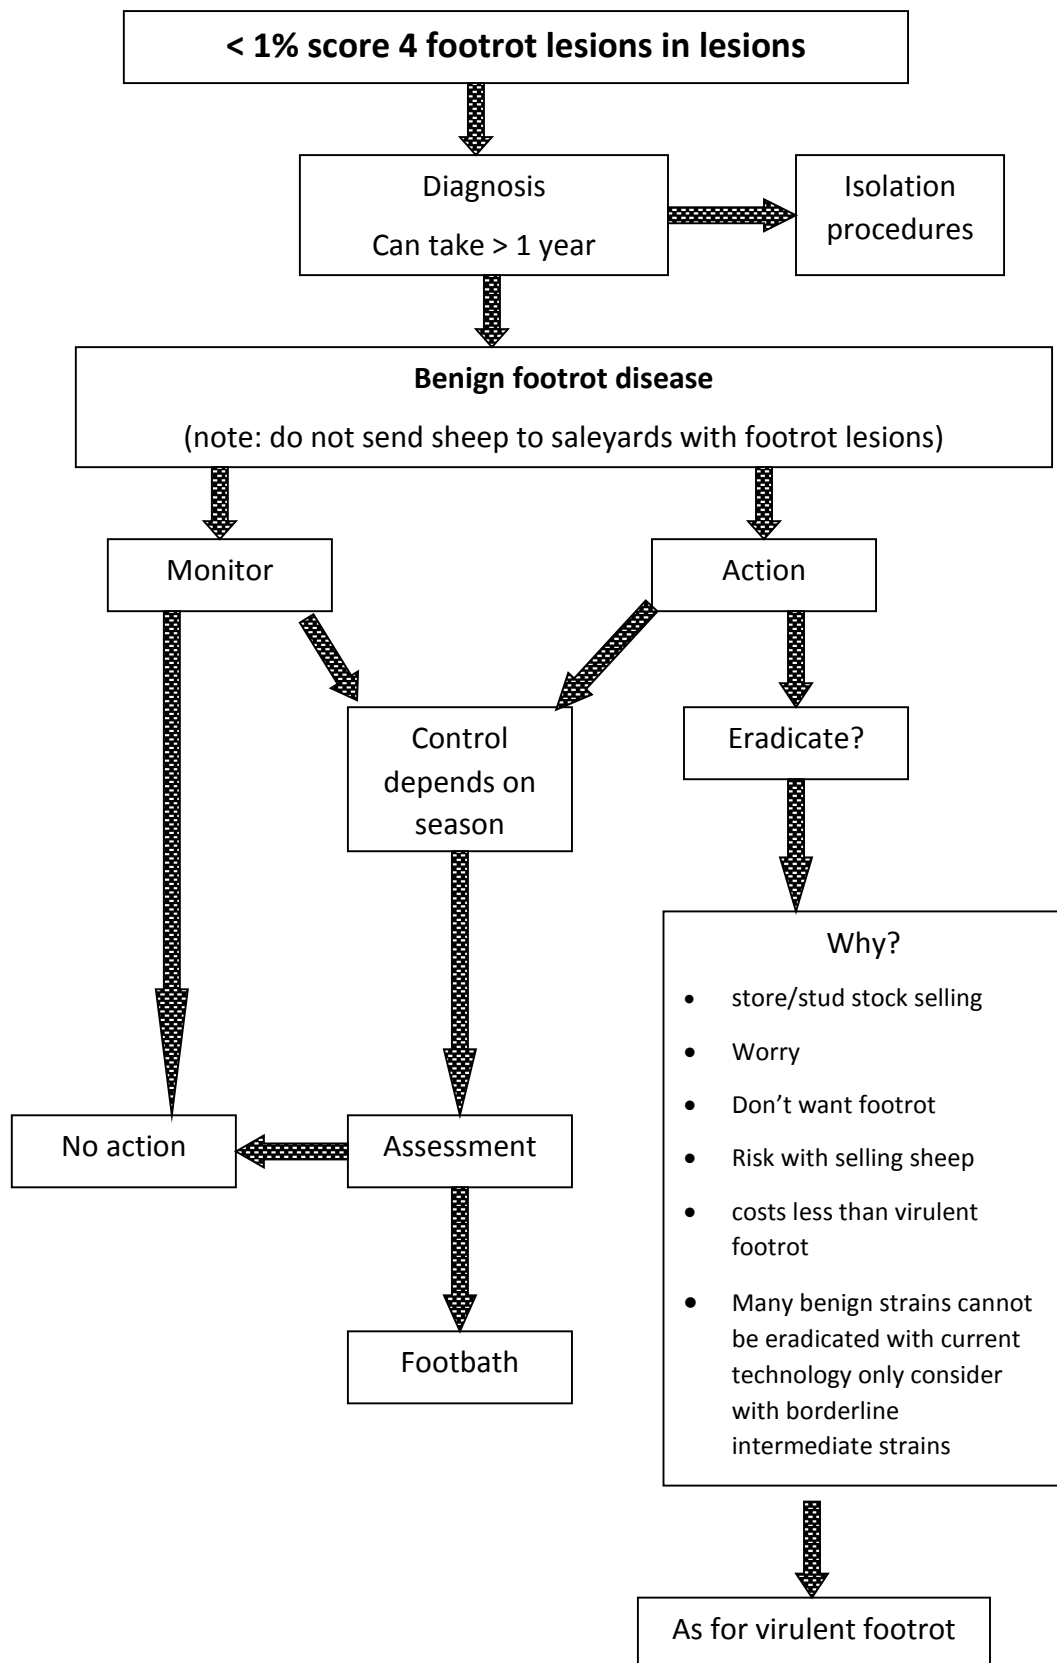 < 1% score 4 footrot lesions in lesions
Diagnosis
Can take > 1 year
Isolation
procedures
Benign footrot disease
(note: do not send sheep to saleyards with footrot lesions)
Monitor
Action
Control
depends on
season
Eradicate?
Why?
• store/stud stock selling
• Worry
• Don’t want footrot
• Risk with selling sheep
• costs less than virulent
footrot
• Many benign strains cannot
be eradicated with current
technology only consider
with borderline
intermediate strains
No action
Assessment
Footbath
As for virulent footrot